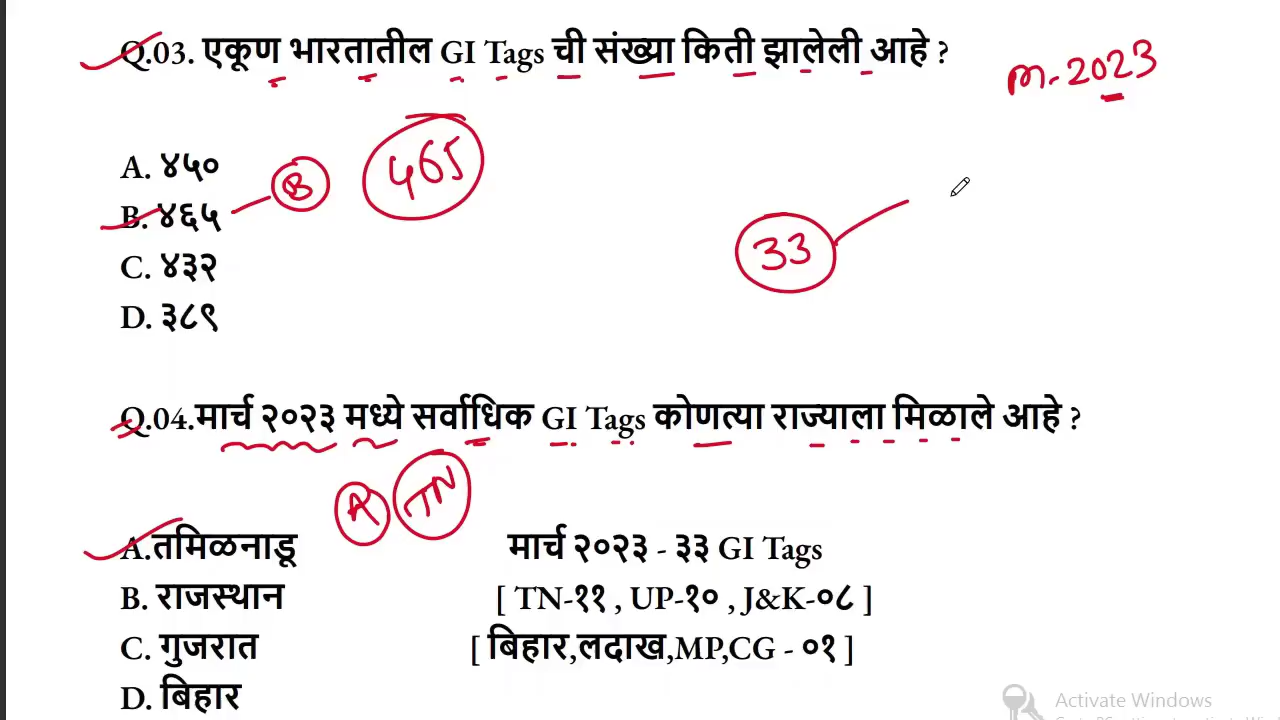 Q.03. एकूण भारतातील GI Tags ची संख्या किती झालेली आहे ?
m. 2023
A. ४५०
B. ४६५
B
465
C. ४३२
33
D. ३८९
Q.04.मार्च २०२३ मध्ये सर्वाधिक GI Tags कोणत्या राज्याला मिळाले आहे ?
A
TN
A.तमिळनाडू
मार्च २०२३ - ३३ GI Tags
B. राजस्थान
[ TN-११ , UP-१० , J&K-०८ ]
C. गुजरात
[ बिहार,लदाख,MP,CG - ०१ ]
D. बिहार
Activate Windows